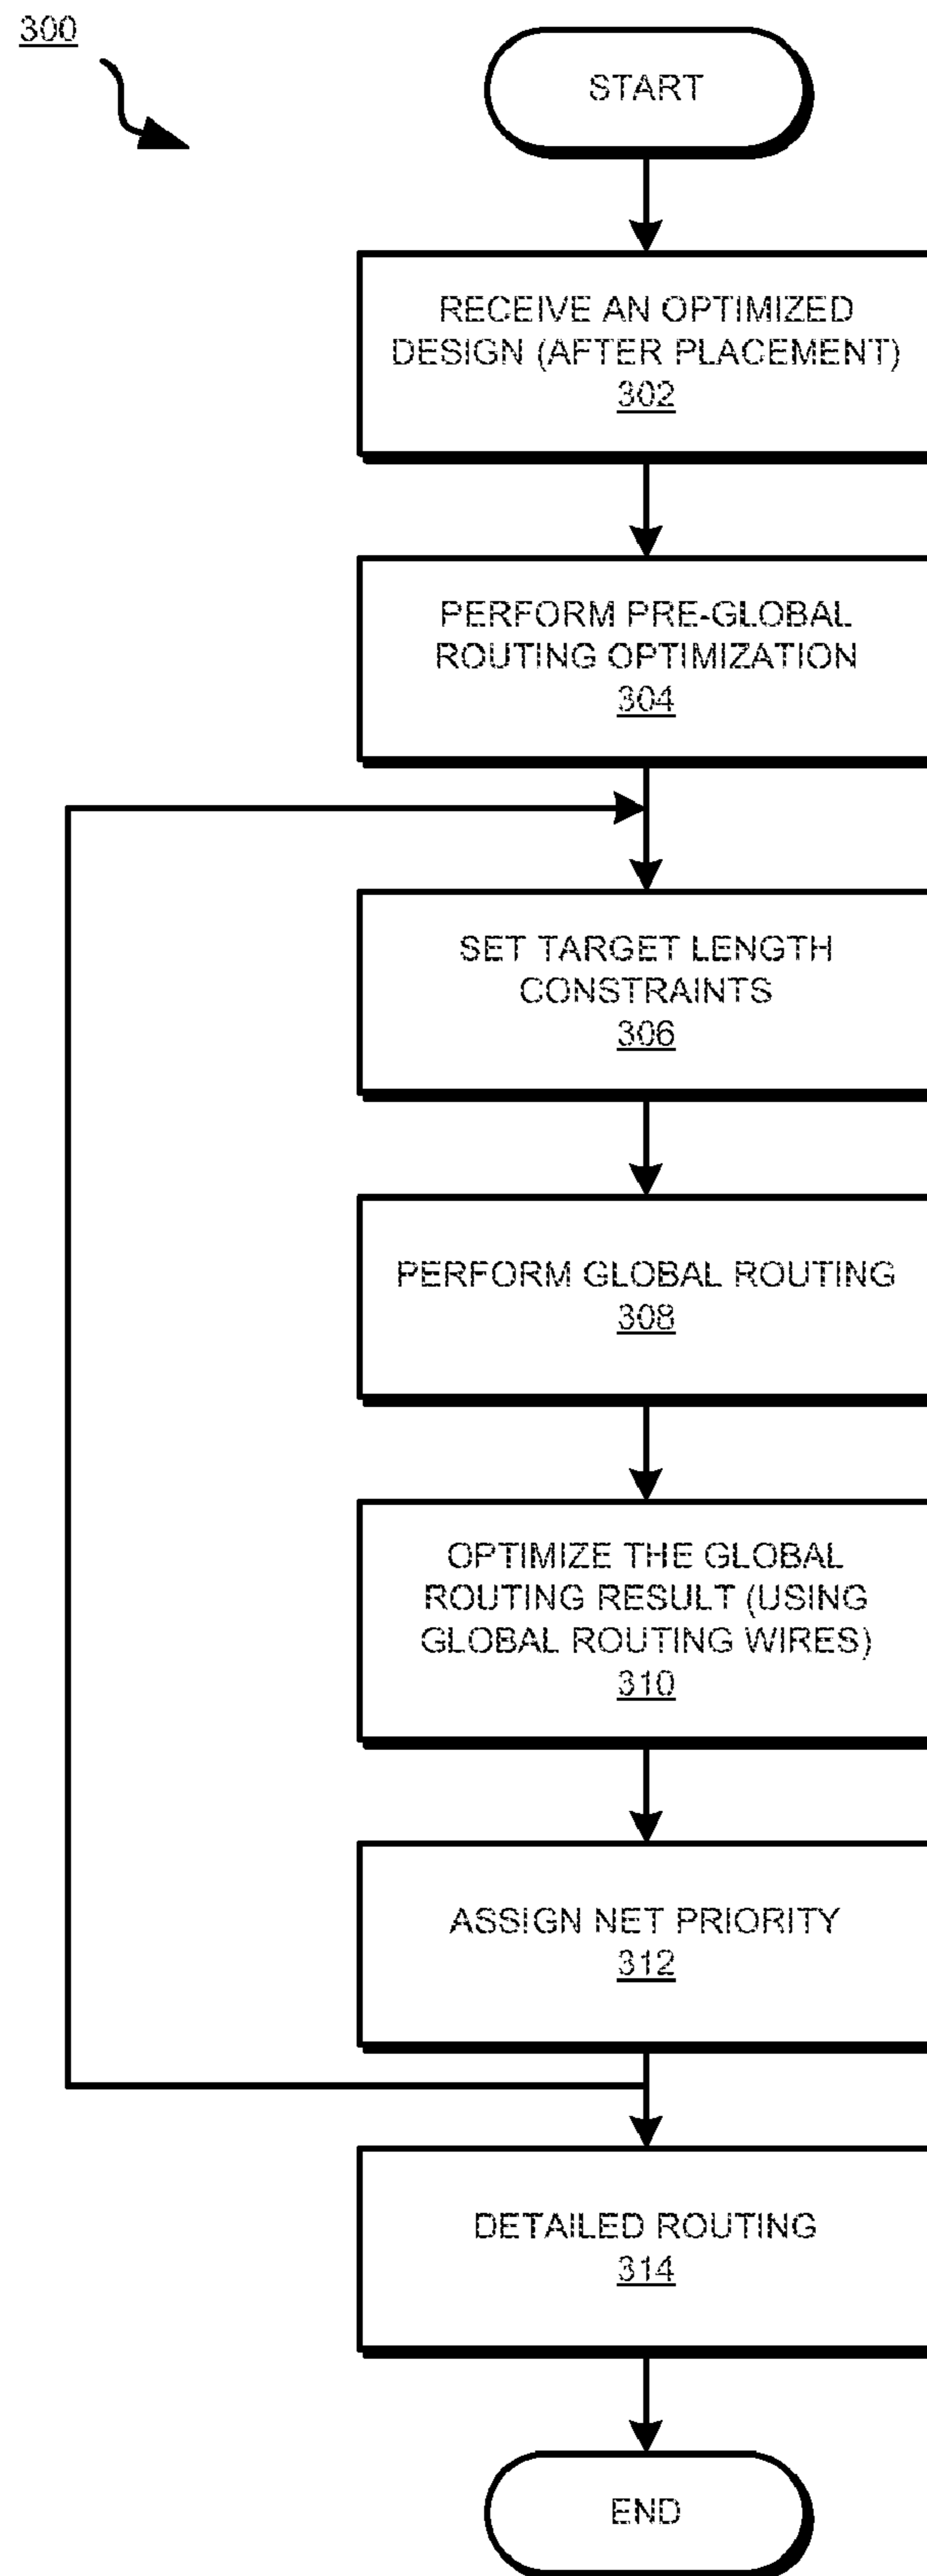 300
START
RECEIVE AN OPTIMIZED
DESIGN (AFTER PLACEMENT)
302
PERFORM PRE-GLOBAL
ROUTING OPTIMIZATION
304
SET TARGET LENGTH
CONSTRAINTS
306
PERFORM GLOBAL ROUTING
308
OPTIMIZE THE GLOBAL
ROUTING RESULT (USING
GLOBAL ROUTING WIRES)
310
ASSIGN NET PRIORITY
312
DETAILED ROUTING
314
END